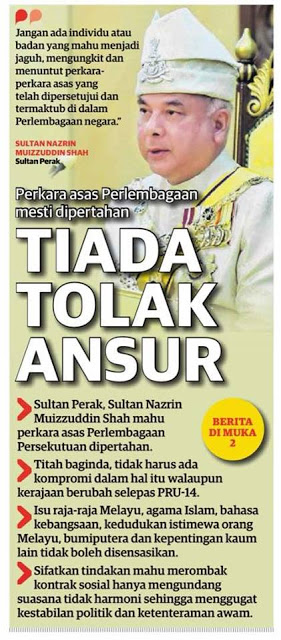 Jangan ada individu atau
badan yang mahu menjadi
jaguh, mengungkit dan
menuntut perkara-
perkara asas yang
telah dipersetujui dan
termaktub di dalam
Perlembagaan negara.”
SULTAN NAZRIN
MUIZZUDDIN SHAH
Sultan Perak
Perkara asas Perlembagaan
mesti dipertahan
TIADA
TOLAK
ANSUR
Sultan Perak, Sultan Nazrin
Muizzuddin Shah mahu
perkara asas Perlembagaan
Persekutuan dipertahan.
Titah baginda, tidak harus ada
kompromi dalam hal itu walaupun
kerajaan berubah selepas PRU-14.
Isu raja-raja Melayu, agama Islam, bahasa
kebangsaan, kedudukan istimewa orang
Melayu, bumiputera dan kepentingan kaum
lain tidak boleh disensasikan.
Sifatkan tindakan mahu merombak
kontrak sosial hanya mengundang
suasana tidak harmoni sehingga menggugat
kestabilan politik dan ketenteraman awam.
BERITA
DI MUKA
2